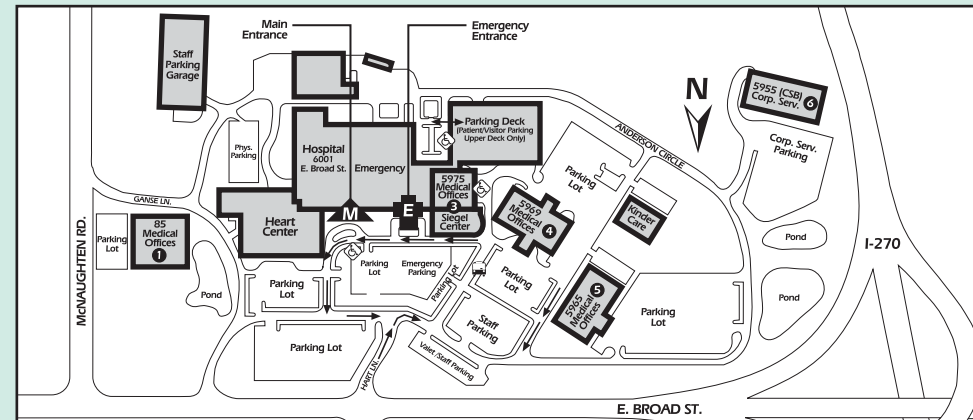 Main
Entrance
Emergency
Entrance
Staff
Parking
Garage
N
5955 (CSB)
Corp. Serv. 6
Parking Deck
(Patient/Visitor Parking
Upper Deck Only)
ANDERSON CIRCLE
Corp. Serv.
Parking
Phys.
Parking
Hospital
6001
E. Broad St.
Emergency
Parking
Lot
5975
Medical
Offices
3
Siegel
Center
GANSE LN.
M
E
5969
Medical
Offices
4
Kinder
Care
McNAUGHTEN RD.
Parking
Lot
85
Medical
Offices
1
Heart
Center
Pond
I-270
Parking
Lot
Emergency
Parking
Parking Lot
Parking
Lot
Parking
Lot
Pond
5965
Medical
Offices
5
Pond
Parking
Lot
Staff
Parking
Parking Lot
HART LN.
Valet /Staff Parking
E. BROAD ST.